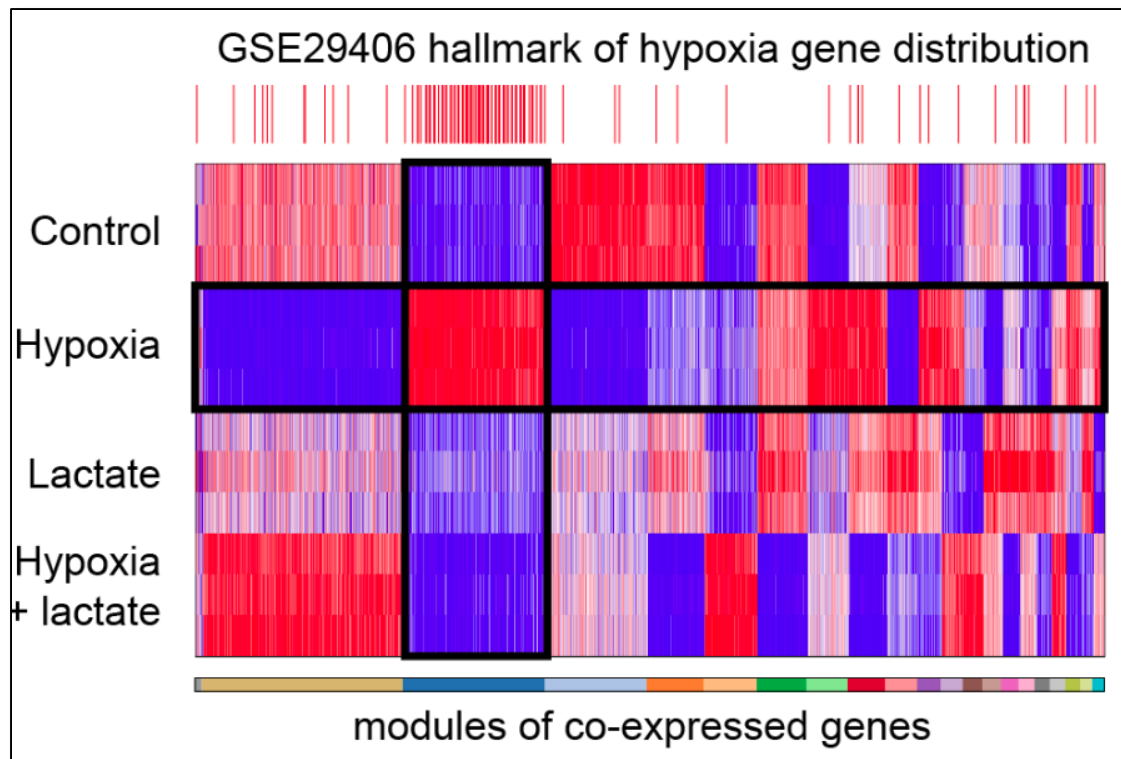 GSE29406 hallmark of hypoxia gene distribution
Control
Hypoxia
Lactate
Hypoxia
+ lactate
modules of co-expressed genes